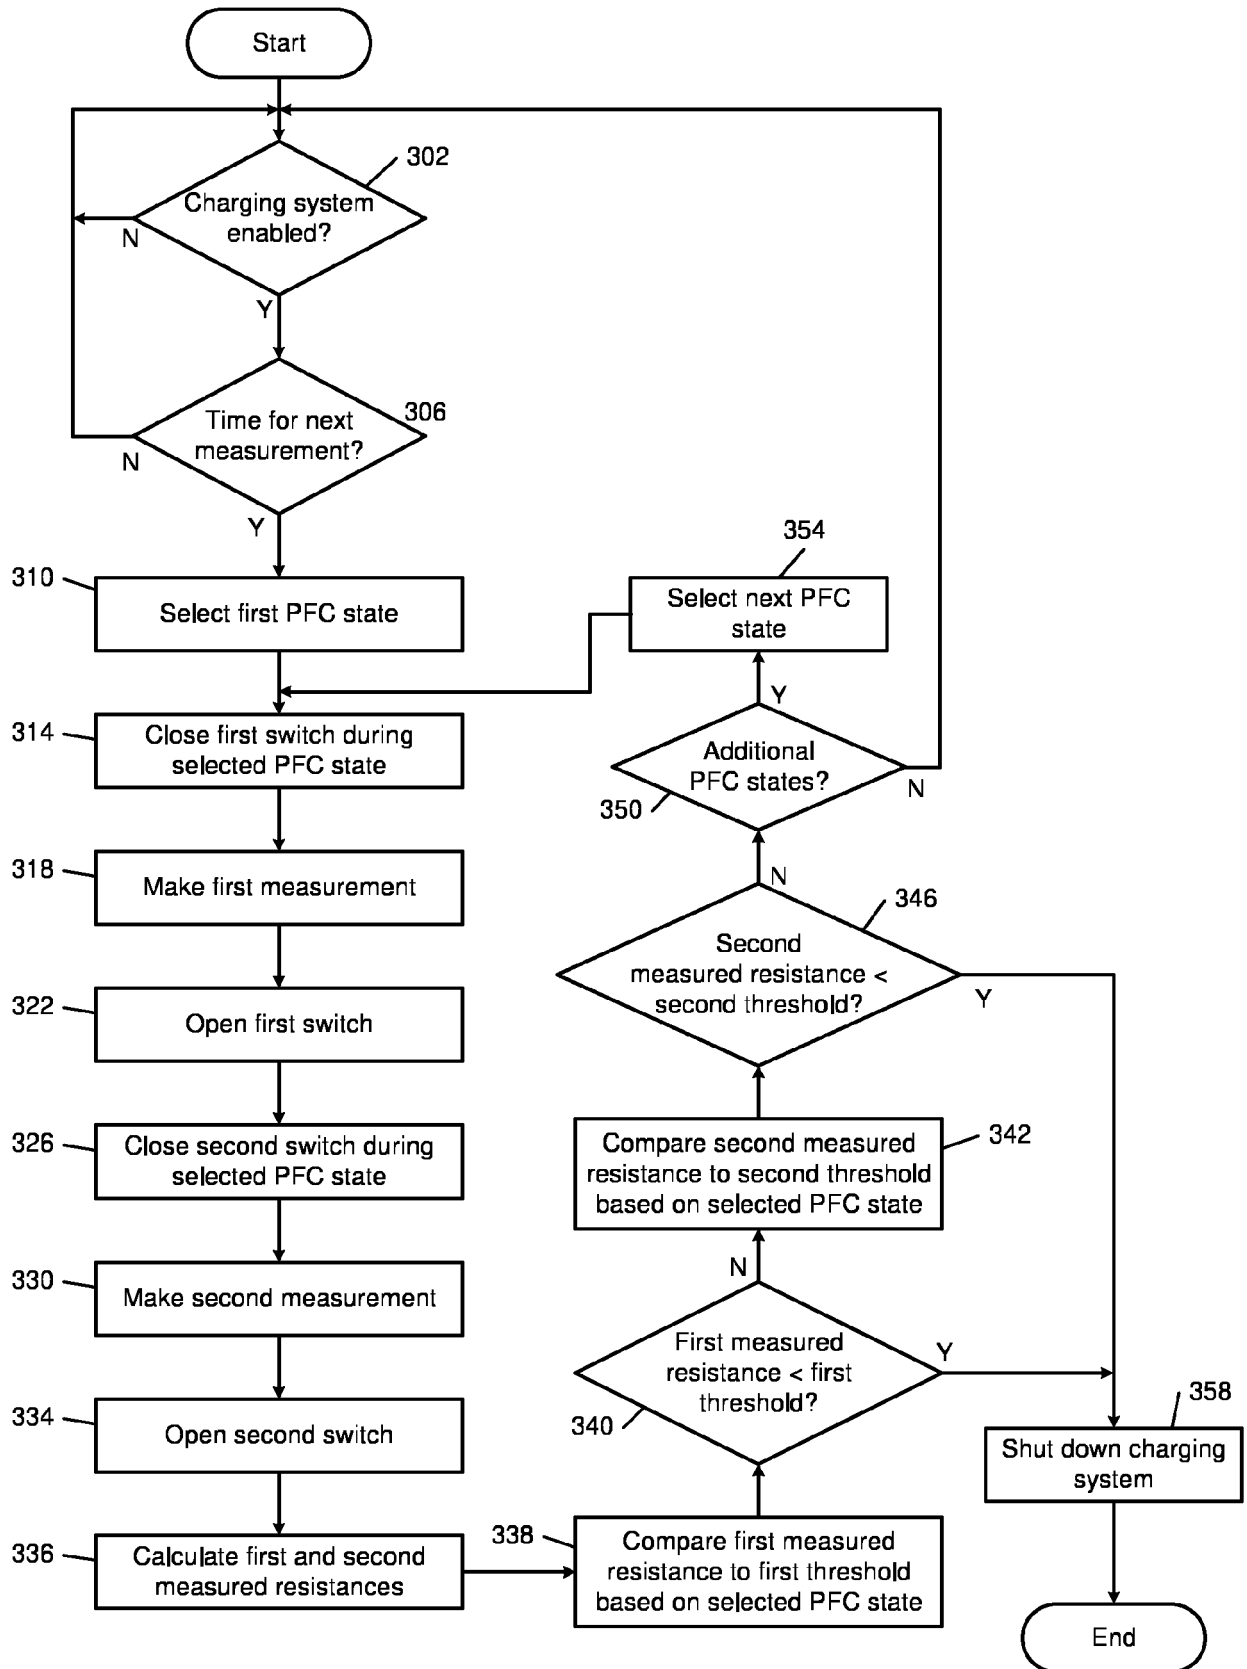 Start
302
Charging system
enabled?
N
Y
306
Time for next
measurement?
N
Y
310
Select first PFC state
314
Close first switch during
selected PFC state
318
Make first measurement
322
Open first switch
326
Close second switch during
selected PFC state
330
Make second measurement
334
Open second switch
336
Calculate first and second
measured resistances
338
Compare first measured
resistance to first threshold
based on selected PFC state
First measured
resistance < first
threshold?
340
Y
N
Compare second measured
resistance to second threshold
based on selected PFC state
342
346
Second
measured resistance <
second threshold?
Y
N
Additional
PFC states?
350
N
Y
354
Select next PFC
state
358
Shut down charging
system
End